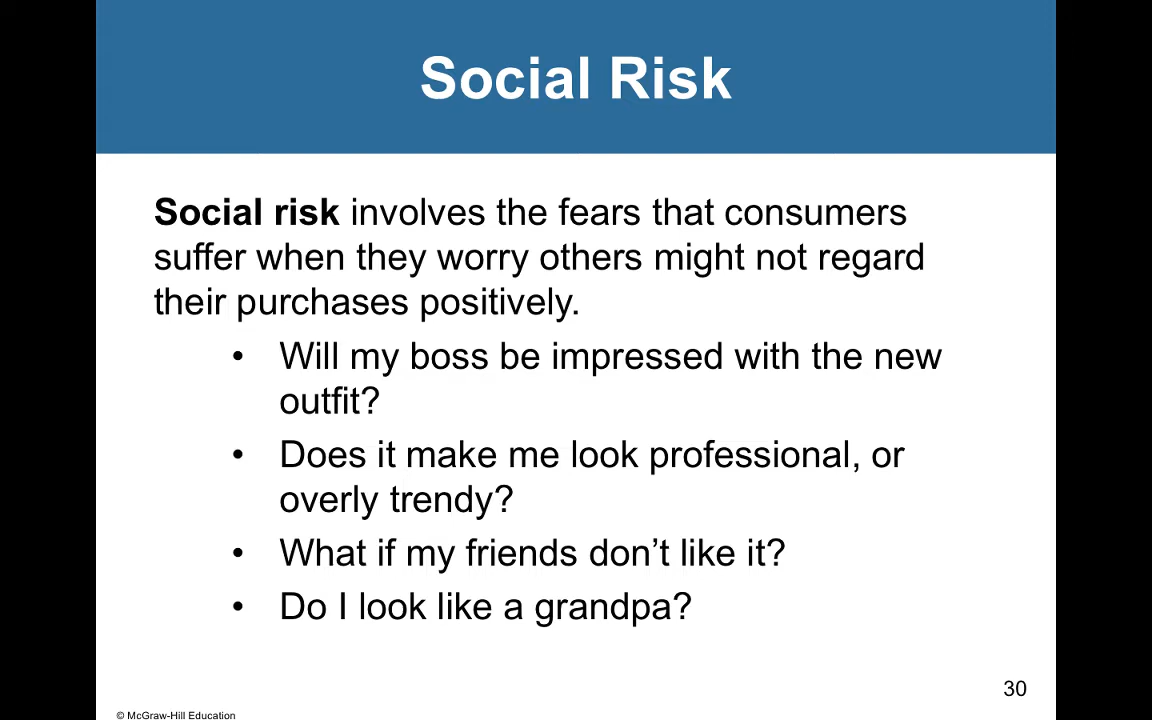 Social Risk
Social risk involves the fears that consumers
suffer when they worry others might not regard
their purchases positively.
• Will my boss be impressed with the new
outfit?
• Does it make me look professional, or
overly trendy?
• What if my friends don’t like it?
• Do I look like a grandpa?
30
© McGraw-Hill Education